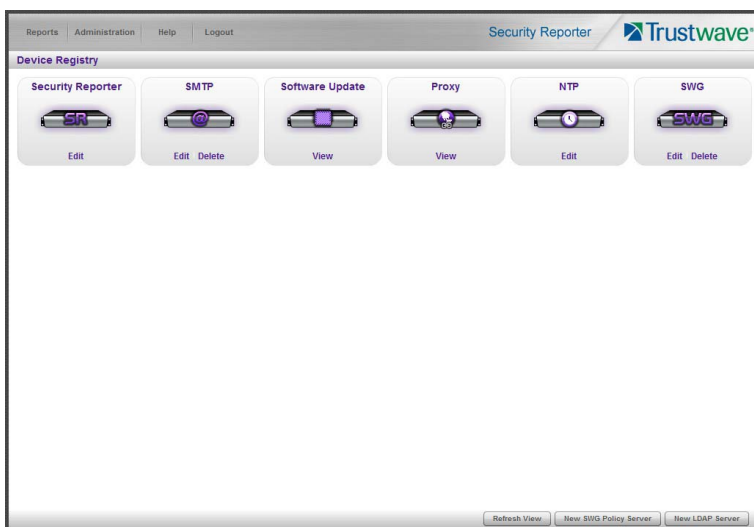 Reports Administration Help Logout Security Reporter Trustwave®
Device Registry
Security Reporter SMTP Software Update Proxy NTP SWG
SR @ SWG
Edit Edit Delete View View Edit Edit Delete
Refresh View New SWG Policy Server New LDAP Server